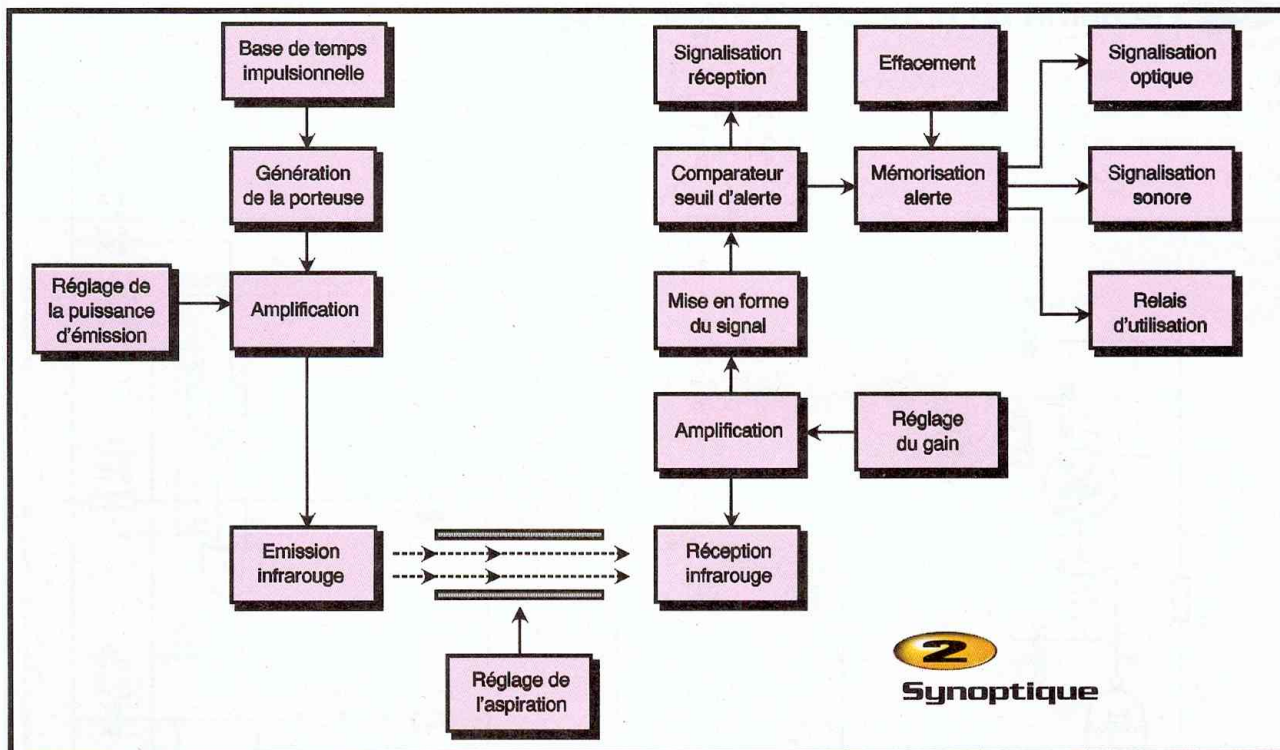 Base de temps
impulsionnelle
Génération
de la porteuse
Réglage de
la puissance
d'émission
Amplification
Emission
infrarouge
Réglage de
l'aspiration
Signalisation
réception
Comparateur
seuil d'alerte
Mise en forme
du signal
Amplification
Réglage
du gain
Réception
infrarouge
Effacement
Mémorisation
alerte
Signalisation
optique
Signalisation
sonore
Relais
d'utilisation
2
Synoptique